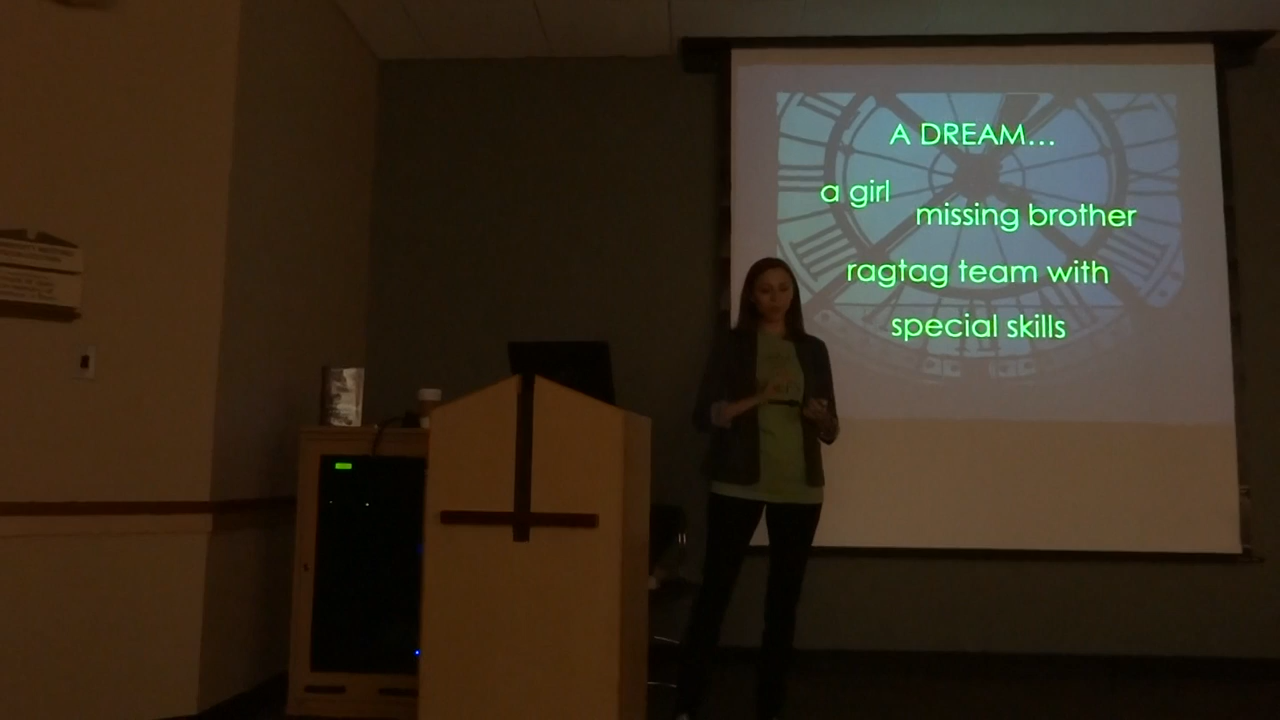 A DREAM...
a girl
missing brother
ragtag team with
special skills